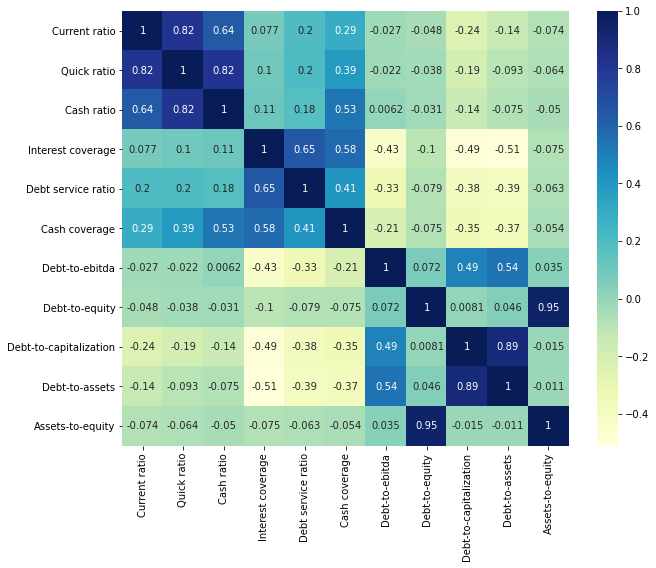 Current ratio 1 0.82 0.64 0.077 0.2 0.29 -0.027 -0.048 -0.24 -0.14 -0.074
Quick ratio 0.82 1 0.82 0.1 0.2 0.39 -0.022 -0.038 -0.19 -0.093 -0.064
Cash ratio 0.64 0.82 1 0.11 0.18 0.53 0.0062 -0.031 -0.14 -0.075 -0.05
Interest coverage 0.077 0.1 0.11 1 0.65 0.58 -0.43 -0.1 -0.49 -0.51 -0.075
Debt service ratio 0.2 0.2 0.18 0.65 1 0.41 -0.33 -0.079 -0.38 -0.39 -0.063
Cash coverage 0.29 0.39 0.53 0.58 0.41 1 -0.21 -0.075 -0.35 -0.37 -0.054
Debt-to-ebitda -0.027 -0.022 0.0062 -0.43 -0.33 -0.21 1 0.072 0.49 0.54 0.035
Debt-to-equity -0.048 -0.038 -0.031 -0.1 -0.079 -0.075 0.072 1 0.0081 0.046 0.95
Debt-to-capitalization -0.24 -0.19 -0.14 -0.49 -0.38 -0.35 0.49 0.0081 1 0.89 -0.015
Debt-to-assets -0.14 -0.093 -0.075 -0.51 -0.39 -0.37 0.54 0.046 0.89 1 -0.011
Assets-to-equity -0.074 -0.064 -0.05 -0.075 -0.063 -0.054 0.035 0.95 -0.015 -0.011 1
Current ratio
Quick ratio
Cash ratio
Interest coverage
Debt service ratio
Cash coverage
Debt-to-ebitda
Debt-to-equity
Debt-to-capitalization
Debt-to-assets
Assets-to-equity
1.0
0.8
0.6
0.4
0.2
0.0
−0.2
−0.4